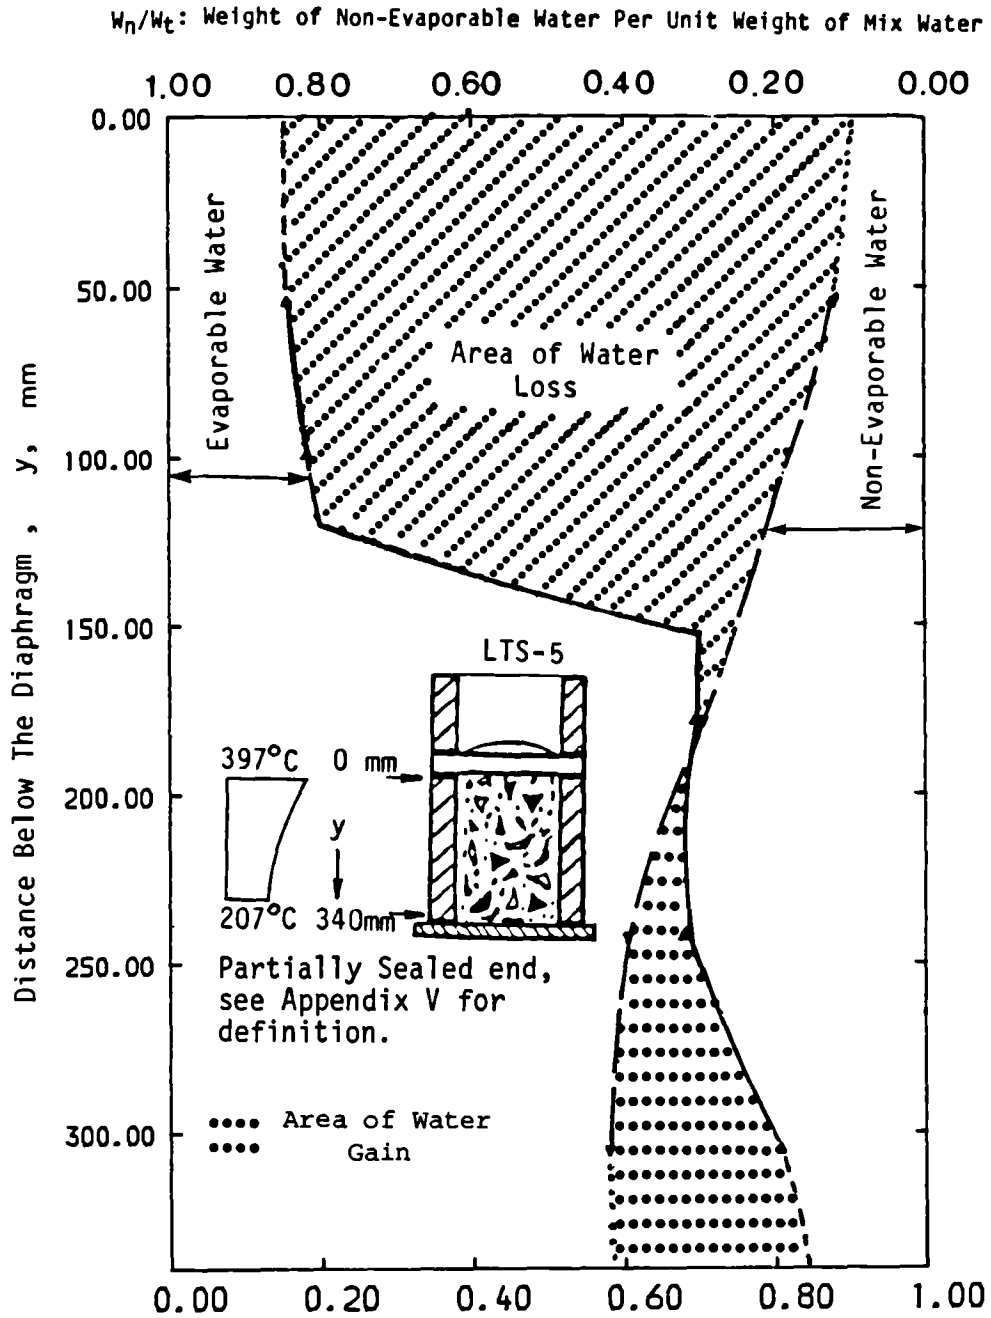 Wn/Wt: Weight of Non-Evaporable Water Per Unit Weight of Mix Water
1.00 0.80 0.60 0.40 0.20 0.00
0.00
50.00
100.00
150.00
200.00
250.00
300.00
Distance Below The Diaphragm , y, mm
Evaporable Water
Area of Water
Loss
Non-Evaporable Water
LTS-5
397°C 0 mm
y
207°C 340mm
Partially Sealed end,
see Appendix V for
definition.
Area of Water
Gain
0.00 0.20 0.40 0.60 0.80 1.00